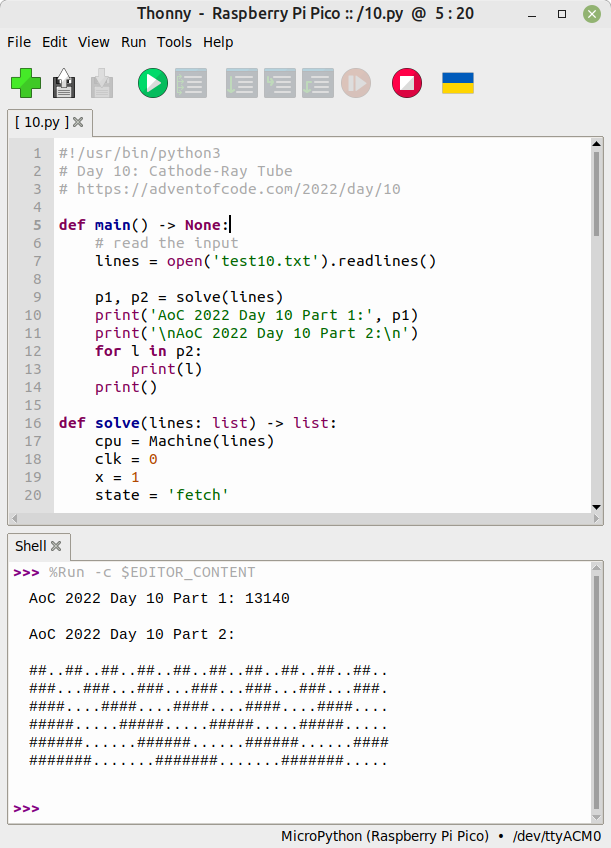 Thonny - Raspberry Pi Pico :: /10.py @ 5 : 20
File Edit View Run Tools Help
[ 10.py ]
1 #!/usr/bin/python3
2 # Day 10: Cathode-Ray Tube
3 # https://adventofcode.com/2022/day/10
4
5 def main() -> None:
6     # read the input
7     lines = open('test10.txt').readlines()
8
9     p1, p2 = solve(lines)
10     print('AoC 2022 Day 10 Part 1:', p1)
11     print('\nAoC 2022 Day 10 Part 2:\n')
12     for l in p2:
13         print(l)
14     print()
15
16 def solve(lines: list) -> list:
17     cpu = Machine(lines)
18     clk = 0
19     x = 1
20     state = 'fetch'
Shell
>>> %Run -c $EDITOR_CONTENT
AoC 2022 Day 10 Part 1: 13140
AoC 2022 Day 10 Part 2:
##..##..##..##..##..##..##..##..##..##..
###...###...###...###...###...###...###.
####....####....####....####....####....
#####.....#####.....#####.....#####.....
######......######......######......####
#######.......#######.......#######.....
>>>
MicroPython (Raspberry Pi Pico) • /dev/ttyACM0